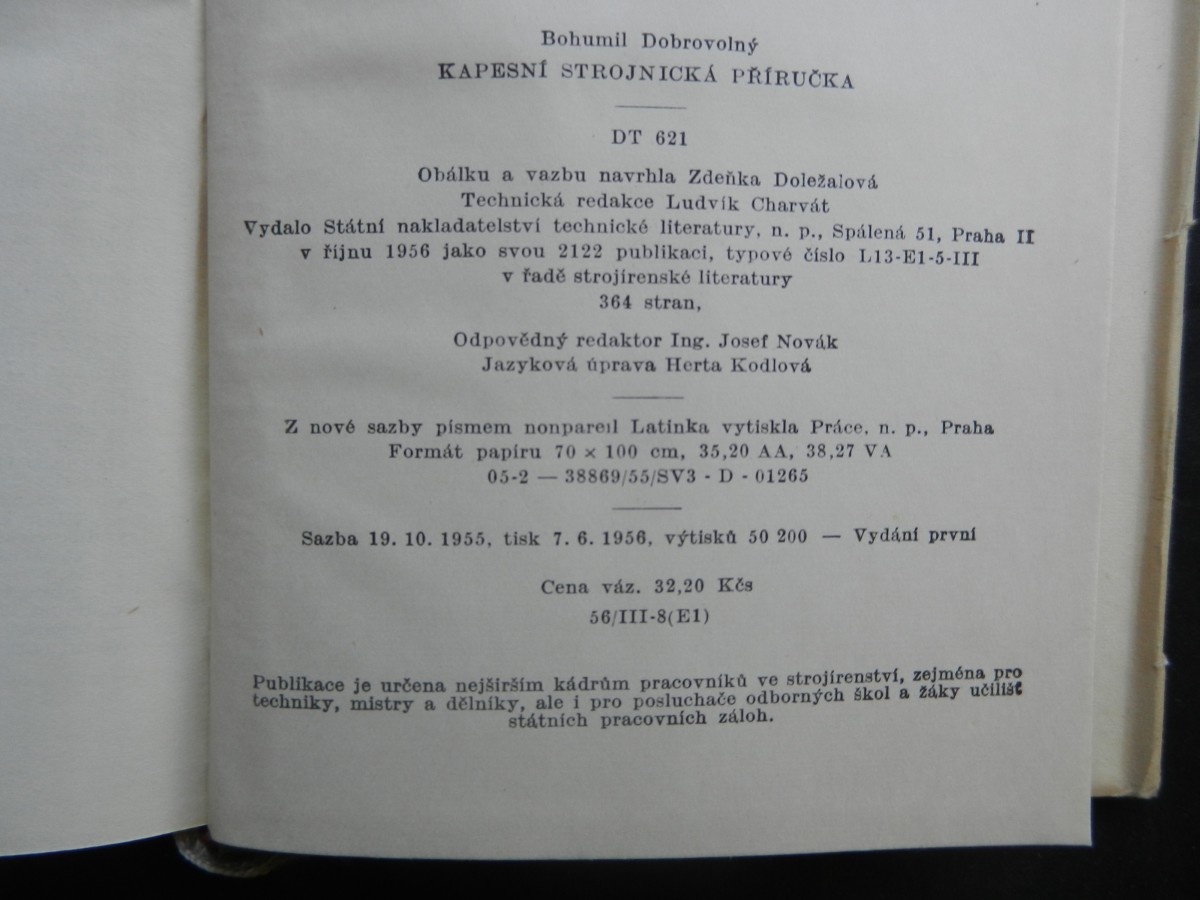 Bohumil Dobrovolný
KAPESNÍ STROJNICKÁ PŘÍRUČKA
DT 621
Obálku a vazbu navrhla Zdeňka Doležalová
Technická redakce Ludvík Charvát
Vydalo Státní nakladatelství technické literatury, n. p., Spálená 51, Praha II
v říjnu 1956 jako svou 2122 publikaci, typové číslo L13-E1-5-III
v řadě strojírenské literatury
364 stran,
Odpovědný redaktor Ing. Josef Novák
Jazyková úprava Herta Kodlová
Z nové sazby písmem nonpareil Latinka vytiskla Práce, n. p., Praha
Formát papíru 70 × 100 cm, 35,20 AA, 38,27 VA
05-2 — 38869/55/SV3 - D - 01265
Sazba 19. 10. 1955, tisk 7. 6. 1956, výtisků 50 200 — Vydání první
Cena váz. 32,20 Kčs
56/III-8(E1)
Publikace je určena nejširším kádrům pracovníků ve strojírenství, zejména pro
techniky, mistry a dělníky, ale i pro posluchače odborných škol a žáky učilišť
státních pracovních záloh.